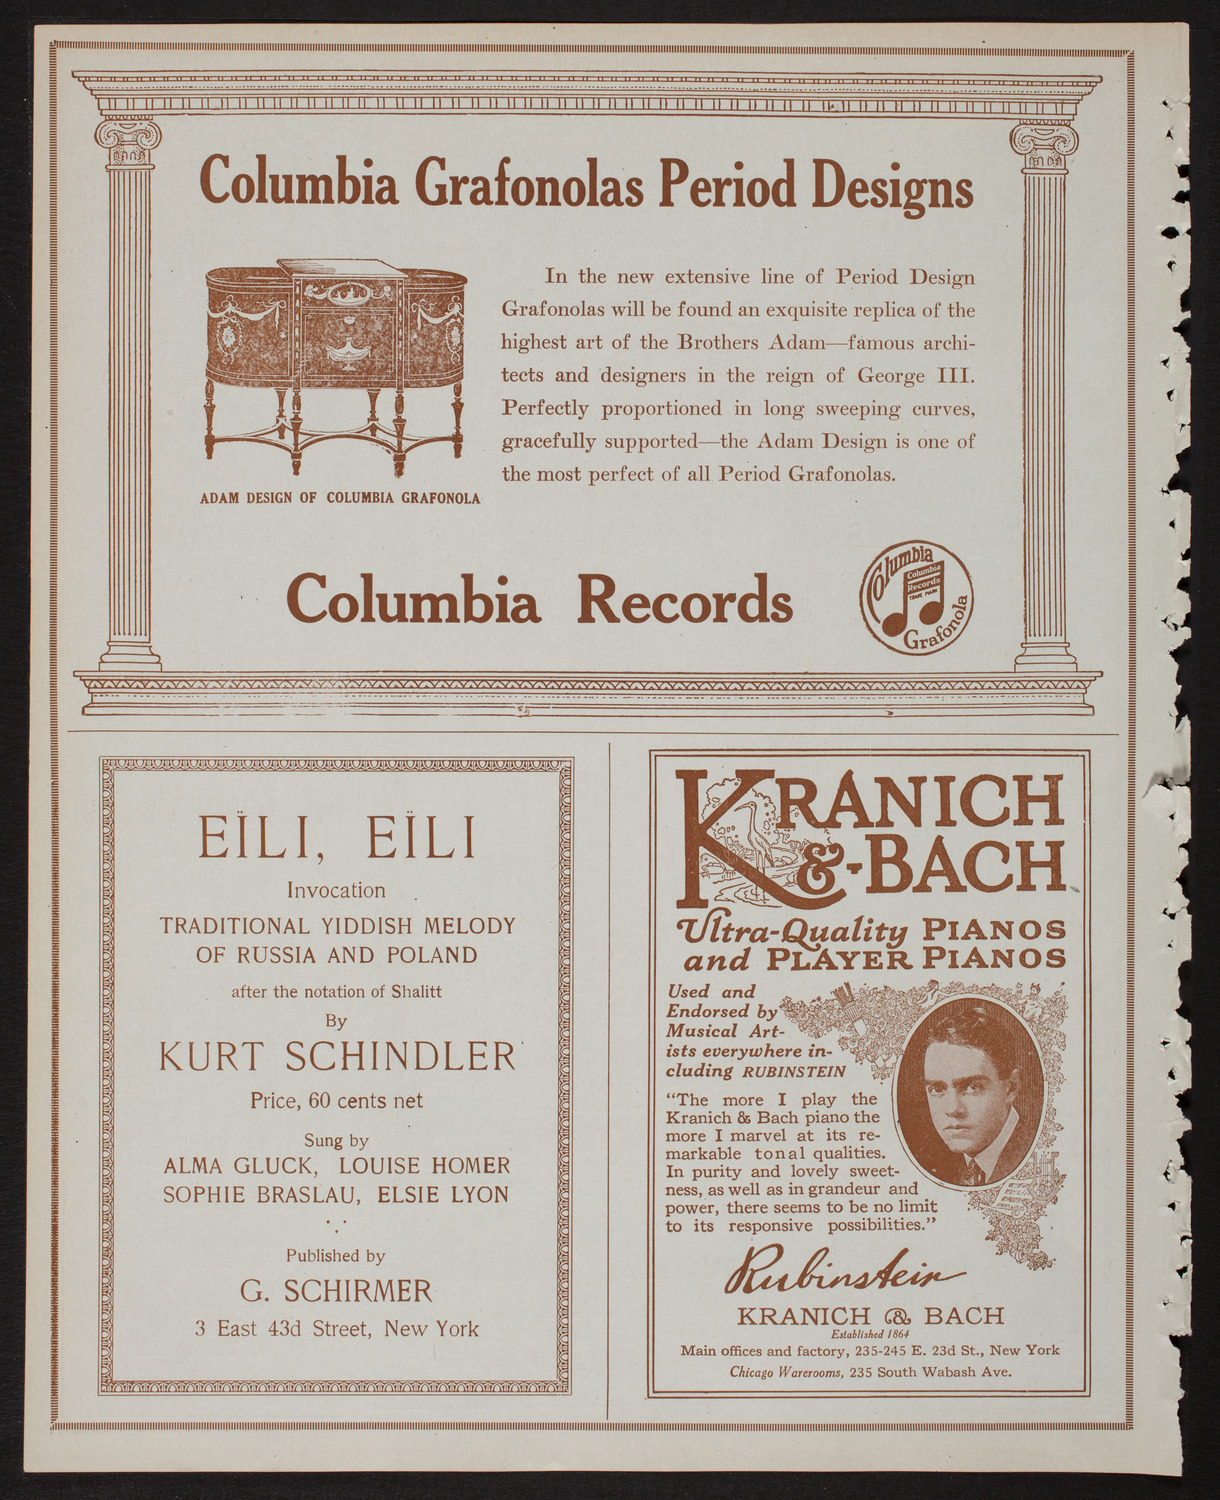 Columbia Grafonolas Period Designs
In the new extensive line of Period Design
Grafonolas will be found an exquisite replica of the
highest art of the Brothers Adam—famous archi-
tects and designers in the reign of George III.
Perfectly proportioned in long sweeping curves,
gracefully supported—the Adam Design is one of
the most perfect of all Period Grafonolas.
ADAM DESIGN OF COLUMBIA GRAFONOLA
Columbia Records
Columbia
Columbia
Records
TRADE MARK
Grafonola
EÏLI, EÏLI
Invocation
TRADITIONAL YIDDISH MELODY
OF RUSSIA AND POLAND
after the notation of Shalitt
By
KURT SCHINDLER
Price, 60 cents net
Sung by
ALMA GLUCK, LOUISE HOMER
SOPHIE BRASLAU, ELSIE LYON
Published by
G. SCHIRMER
3 East 43d Street, New York
KRANICH
&-BACH
Ultra-Quality PIANOS
and PLAYER PIANOS
Used and
Endorsed by
Musical Art-
ists everywhere in-
cluding RUBINSTEIN
“The more I play the
Kranich & Bach piano the
more I marvel at its re-
markable tonal qualities.
In purity and lovely sweet-
ness, as well as in grandeur and
power, there seems to be no limit
to its responsive possibilities.”
Rubinstein
KRANICH & BACH
Established 1864
Main offices and factory, 235-245 E. 23d St., New York
Chicago Warerooms, 235 South Wabash Ave.